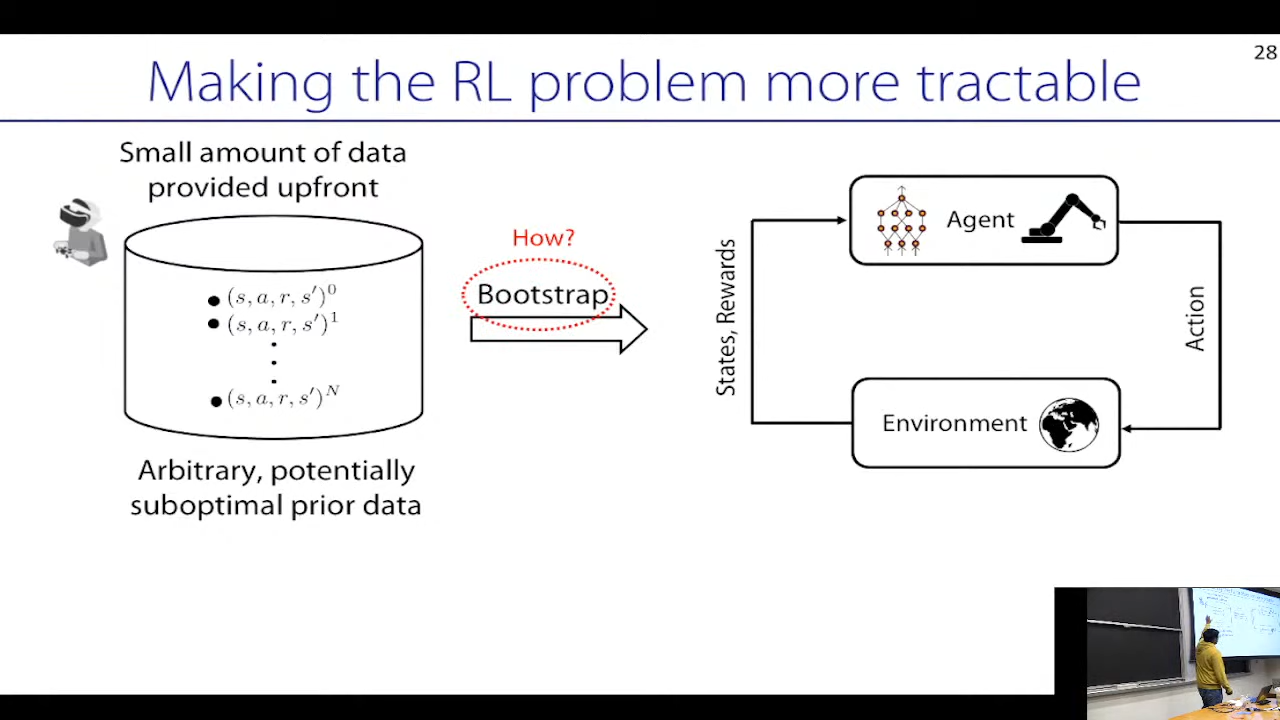 28
Making the RL problem more tractable
Small amount of data
provided upfront
(s, a, r, s′)⁰
(s, a, r, s′)¹
(s, a, r, s′)ᴺ
Arbitrary, potentially
suboptimal prior data
How?
Bootstrap
States, Rewards
Agent
Action
Environment